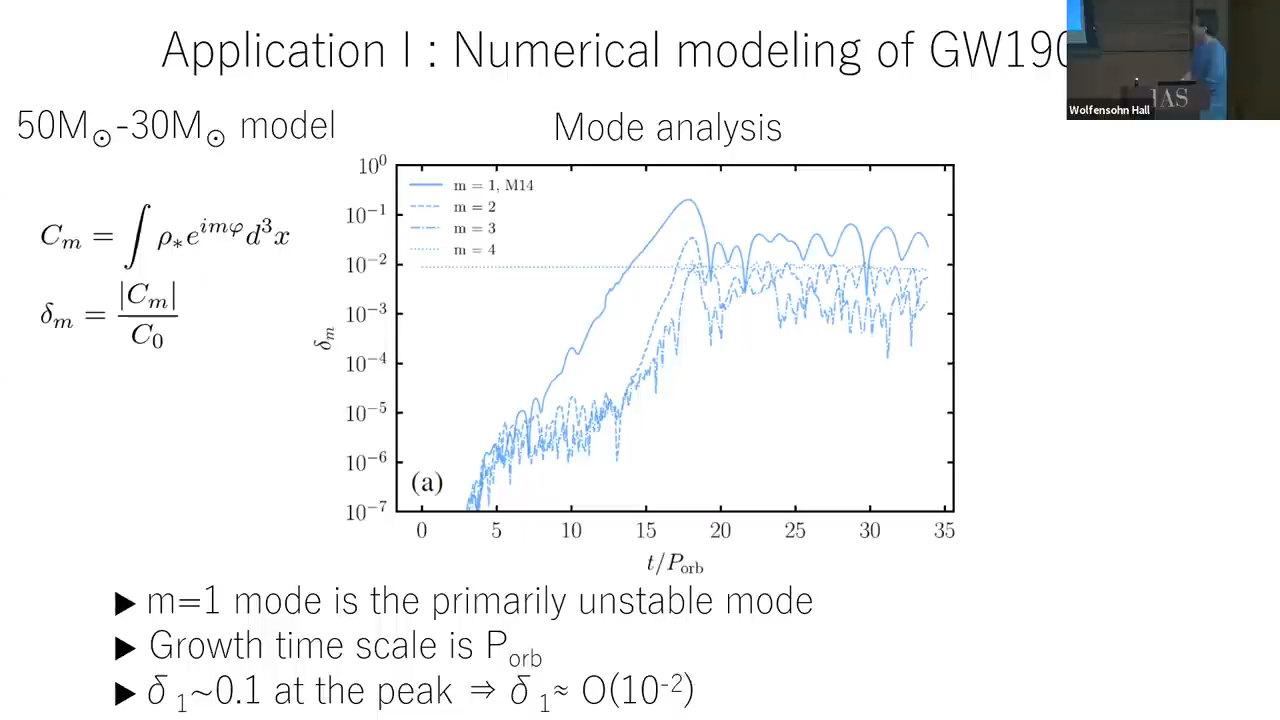 Application I : Numerical modeling of GW190
Wolfensohn Hall
IAS
50M⊙-30M⊙ model
Mode analysis
C_m = ∫ ρ_* e^{imφ} d³x
δ_m = |C_m| / C_0
10⁰
10⁻¹
10⁻²
10⁻³
10⁻⁴
10⁻⁵
10⁻⁶
10⁻⁷
δ_m
m = 1, M14
m = 2
m = 3
m = 4
(a)
0 5 10 15 20 25 30 35
t/P_orb
▶ m=1 mode is the primarily unstable mode
▶ Growth time scale is P_orb
▶ δ_1~0.1 at the peak ⇒ δ_1≈ O(10⁻²)